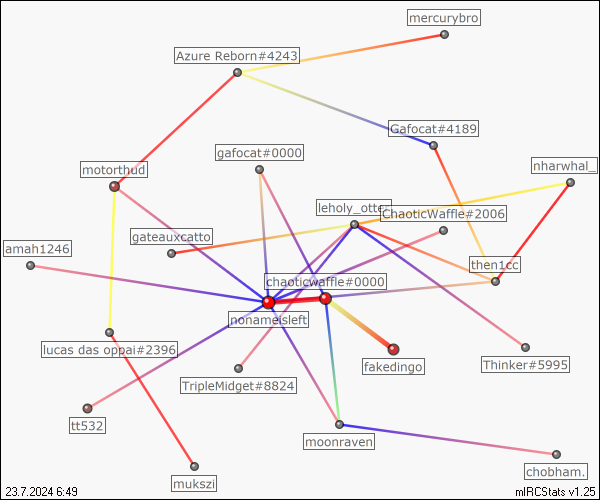 mercurybro
Azure Reborn#4243
Gafocat#4189
gafocat#0000
motorthud
nharwhal_
leholy_otte
ChaoticWaffle#2006
gateauxcatto
amah1246
then1cc
chaoticwaffle#0000
nonameisleft
lucas das oppai#2396
fakedingo
Thinker#5995
TripleMidget#8824
tt532
moonraven
chobham.
mukszi
23.7.2024 6:49
mIRCStats v1.25